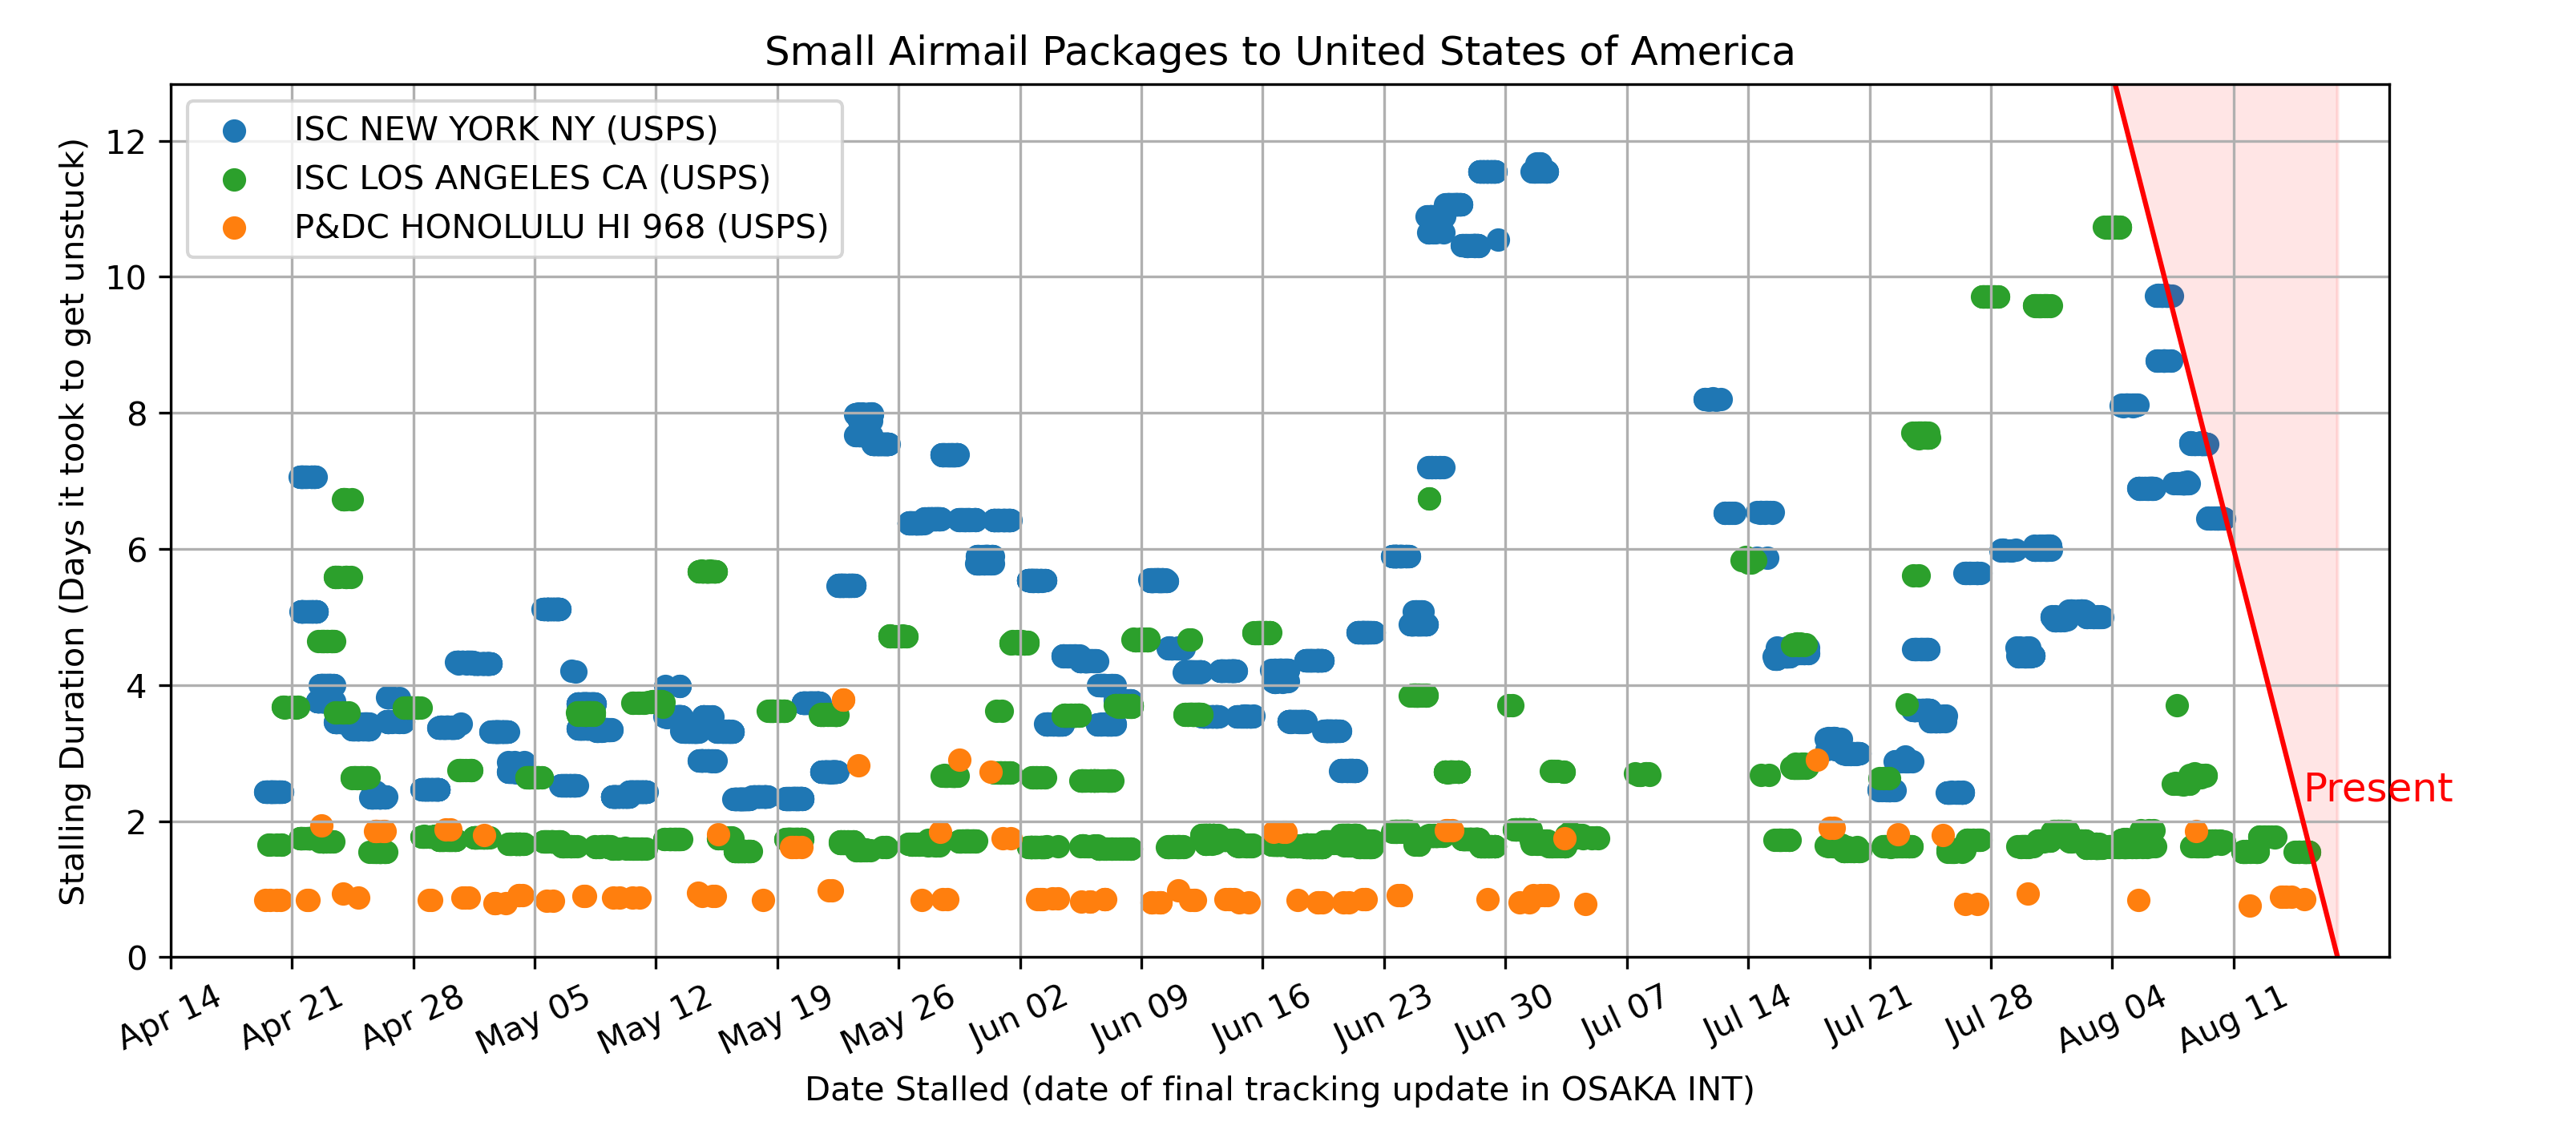 Small Airmail Packages to United States of America
ISC NEW YORK NY (USPS)
ISC LOS ANGELES CA (USPS)
P&DC HONOLULU HI 968 (USPS)
Stalling Duration (Days it took to get unstuck)
12
10
8
6
4
2
0
Present
Apr 14 Apr 21 Apr 28 May 05 May 12 May 19 May 26 Jun 02 Jun 09 Jun 16 Jun 23 Jun 30 Jul 07 Jul 14 Jul 21 Jul 28 Aug 04 Aug 11
Date Stalled (date of final tracking update in OSAKA INT)